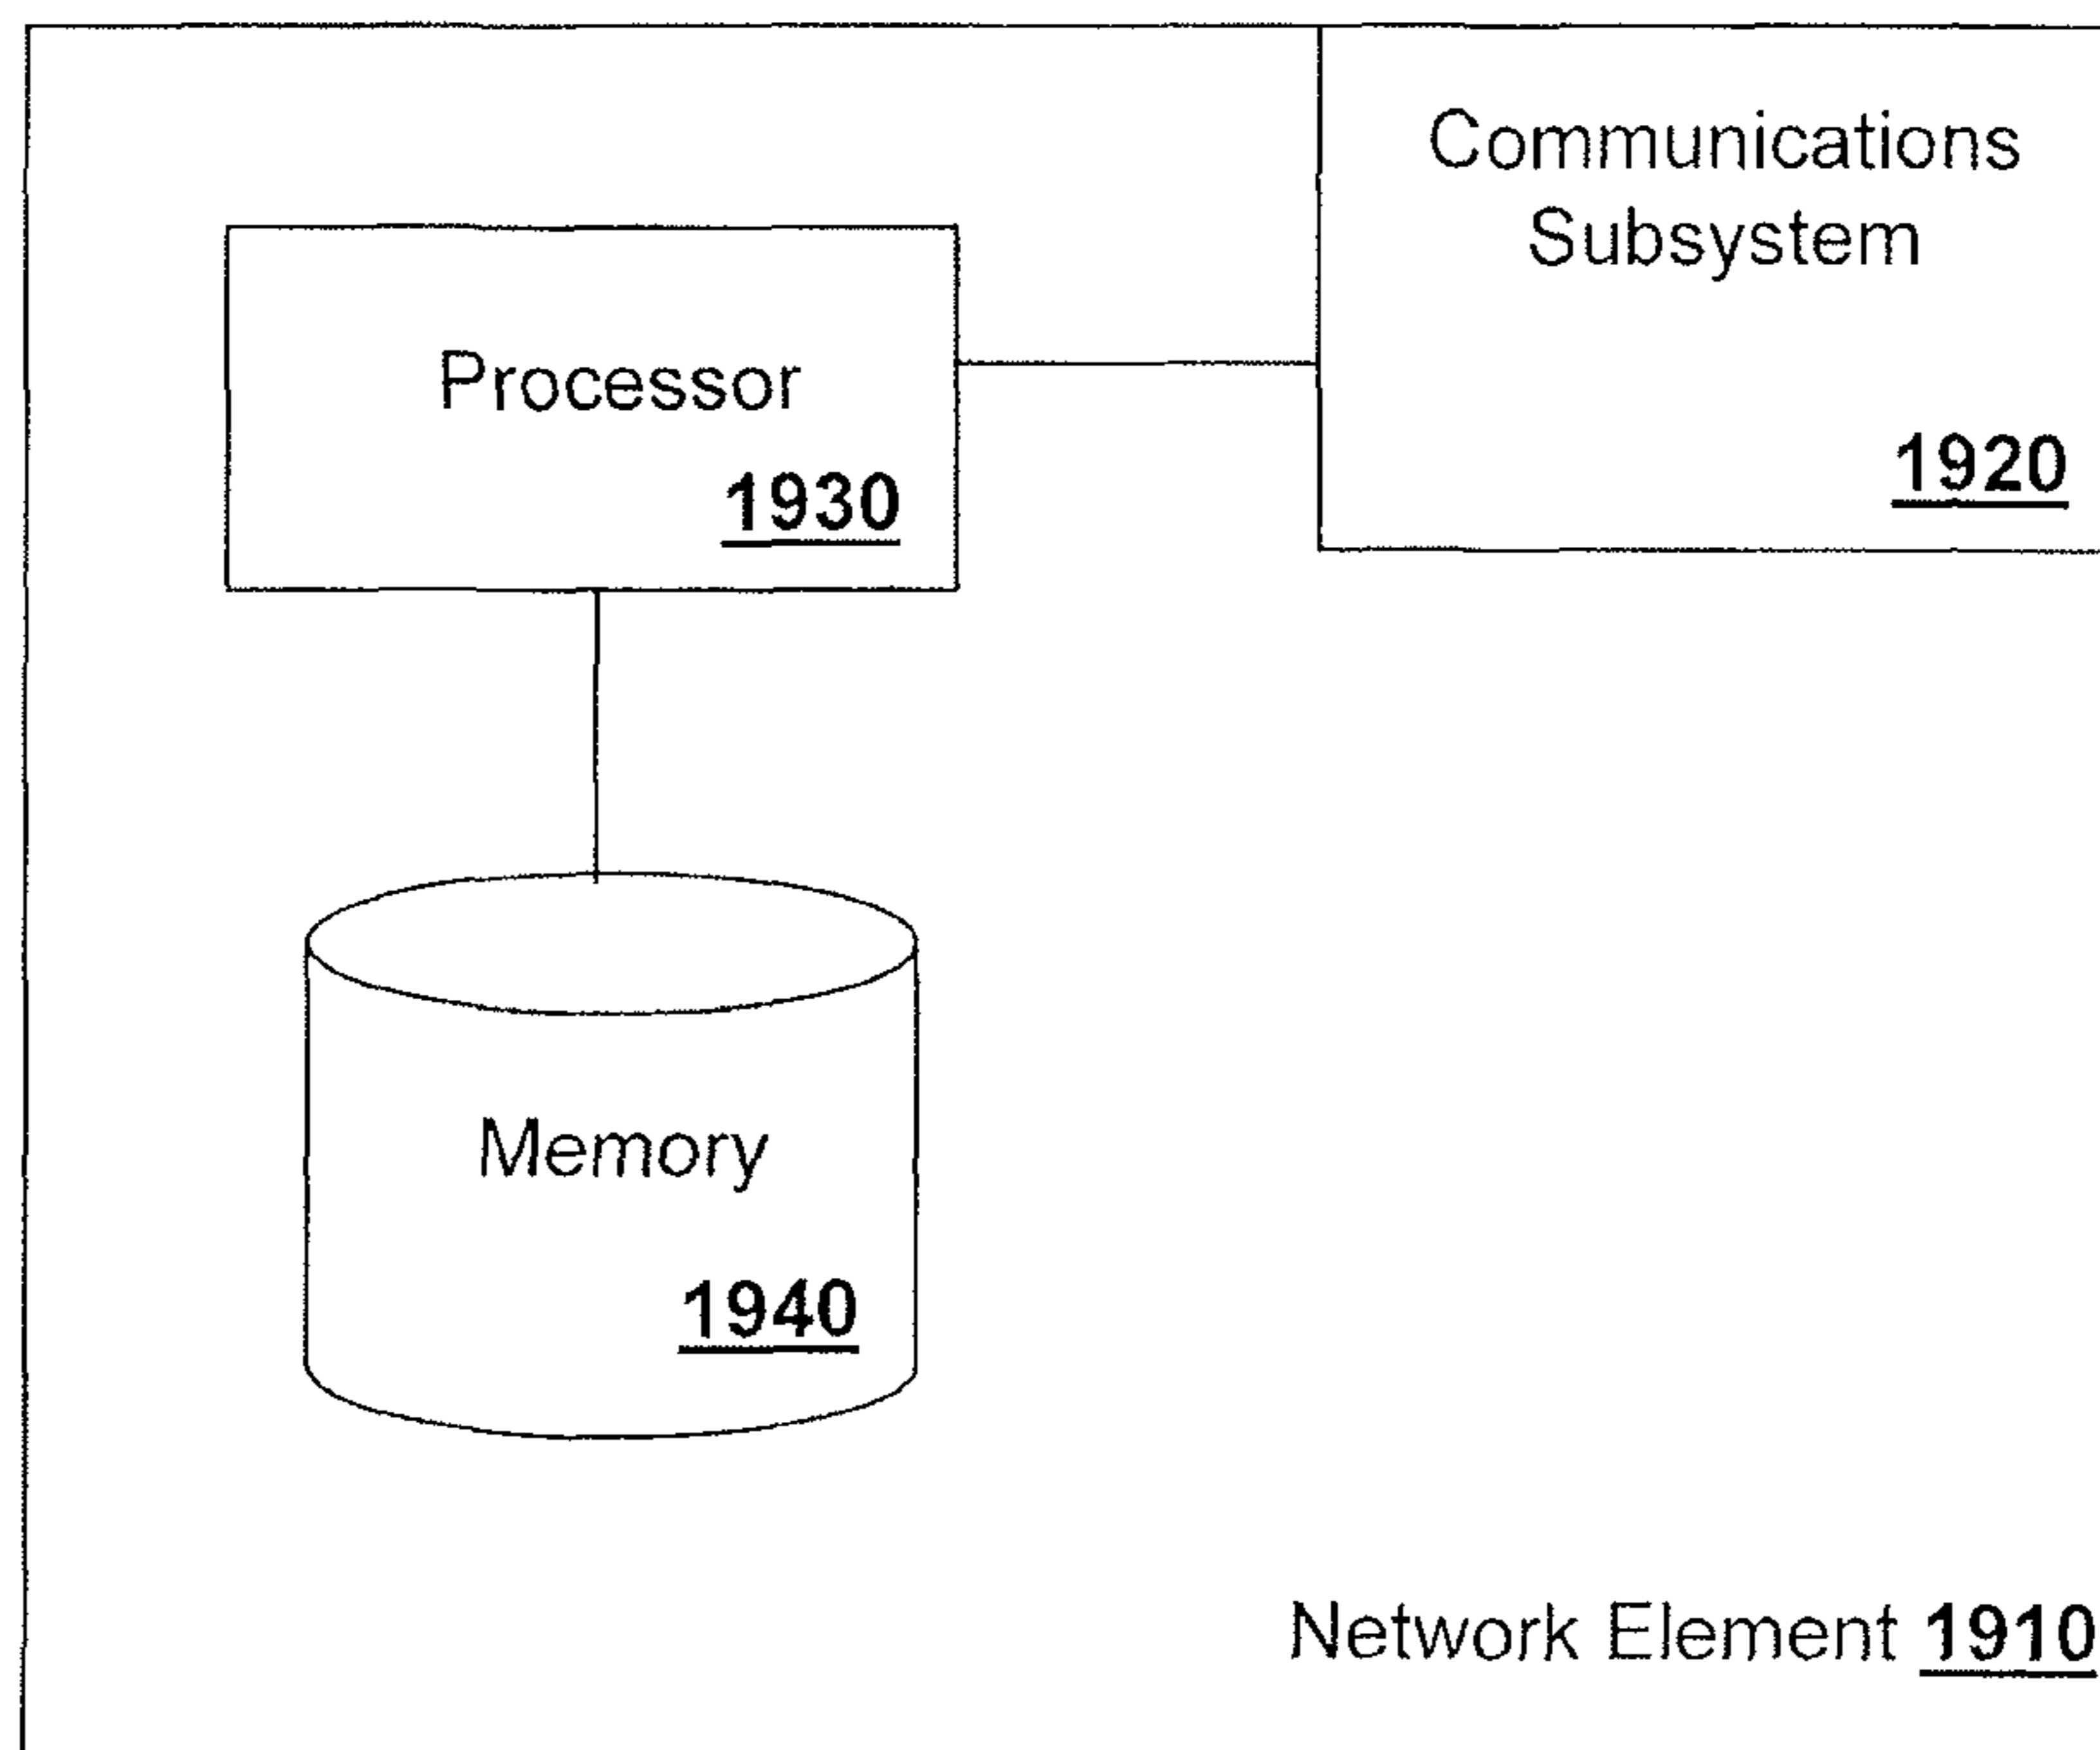 Communications
Subsystem
1920
Processor
1930
Memory
1940
Network Element 1910